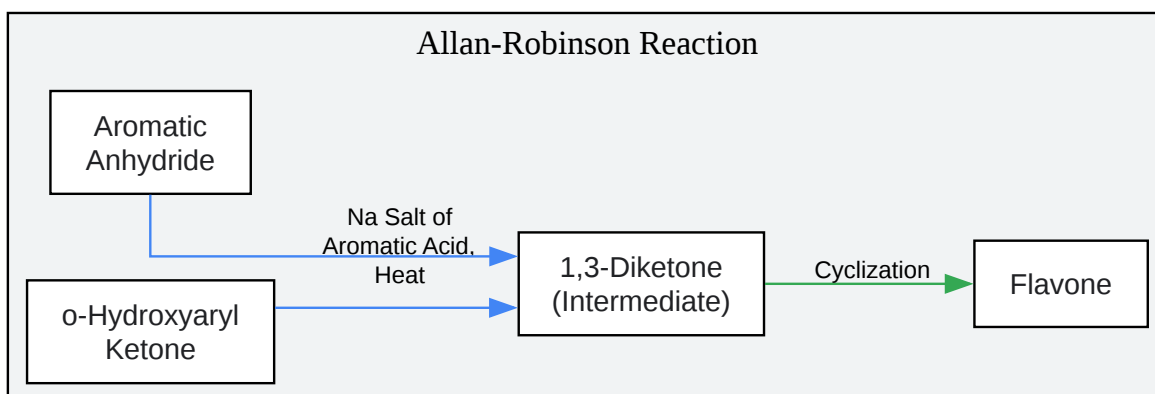 Allan-Robinson Reaction
Aromatic
Anhydride
Na Salt of
Aromatic Acid,
Heat
o-Hydroxyaryl
Ketone
1,3-Diketone
(Intermediate)
Cyclization
Flavone